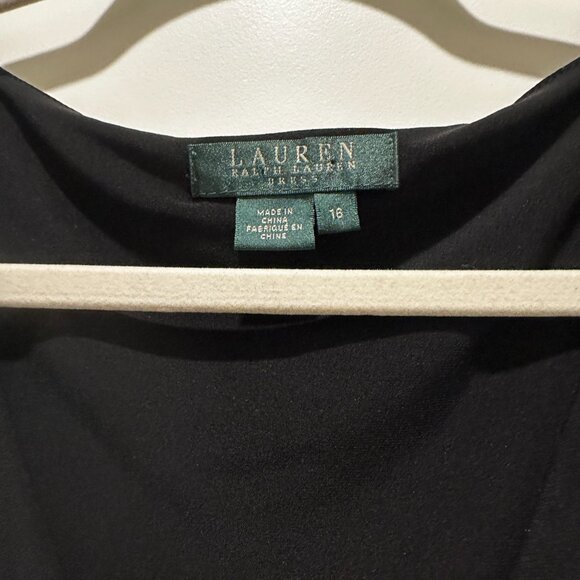 LAUREN
RALPH LAUREN
DRESS
MADE IN
CHINA
FABRIQUÉ EN
CHINE
16